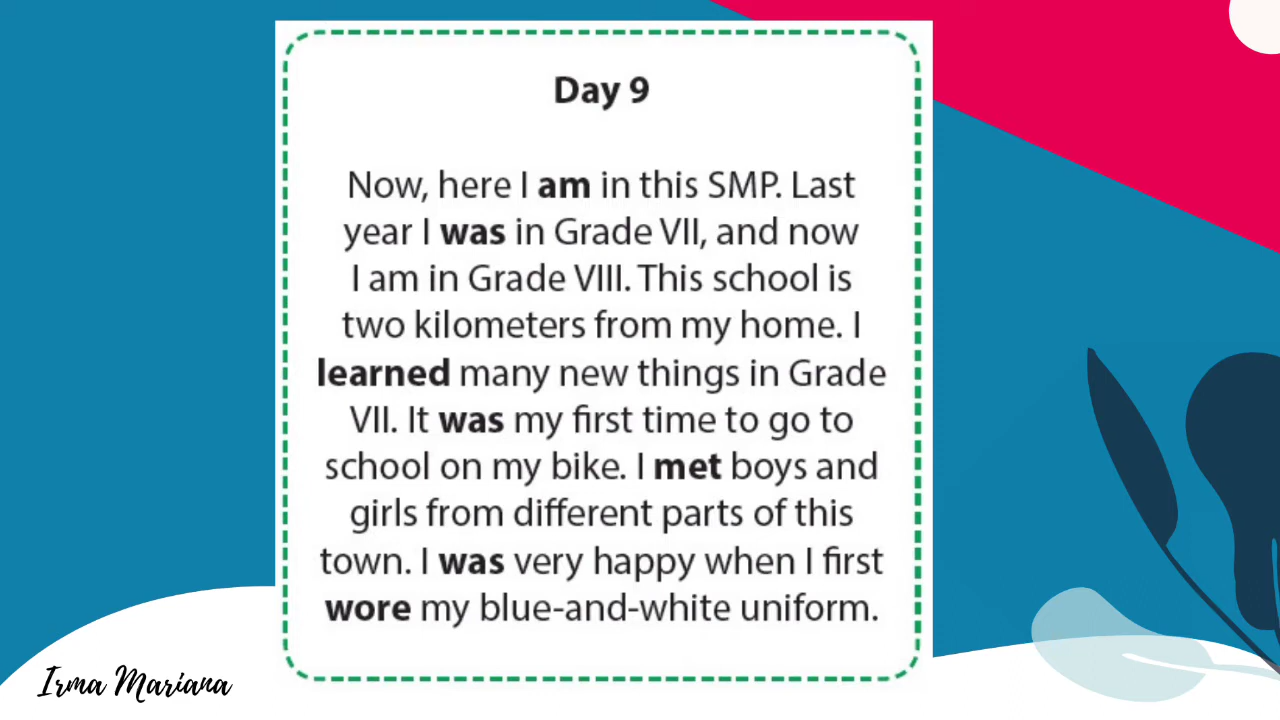 Day 9
Now, here I am in this SMP. Last
year I was in Grade VII, and now
I am in Grade VIII. This school is
two kilometers from my home. I
learned many new things in Grade
VII. It was my first time to go to
school on my bike. I met boys and
girls from different parts of this
town. I was very happy when I first
wore my blue-and-white uniform.
Irma Mariana